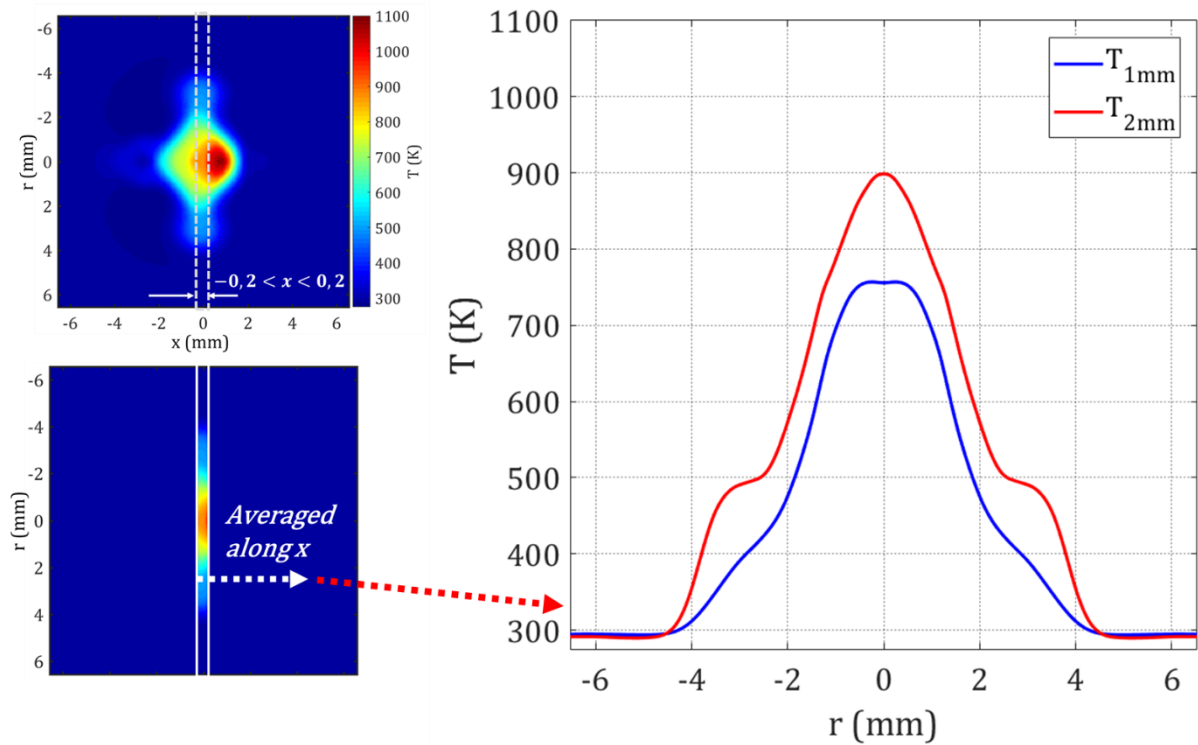 -6
-4
-2
0
2
4
6
r (mm)
-6 -4 -2 0 2 4 6
x (mm)
−0, 2 < x < 0, 2
1100
1000
900
800
700
600
500
400
300
T (K)
-6
-4
-2
0
2
4
6
r (mm)
Averaged
along x
1100
1000
900
800
700
600
500
400
300
T (K)
-6 -4 -2 0 2 4 6
r (mm)
T1mm
T2mm